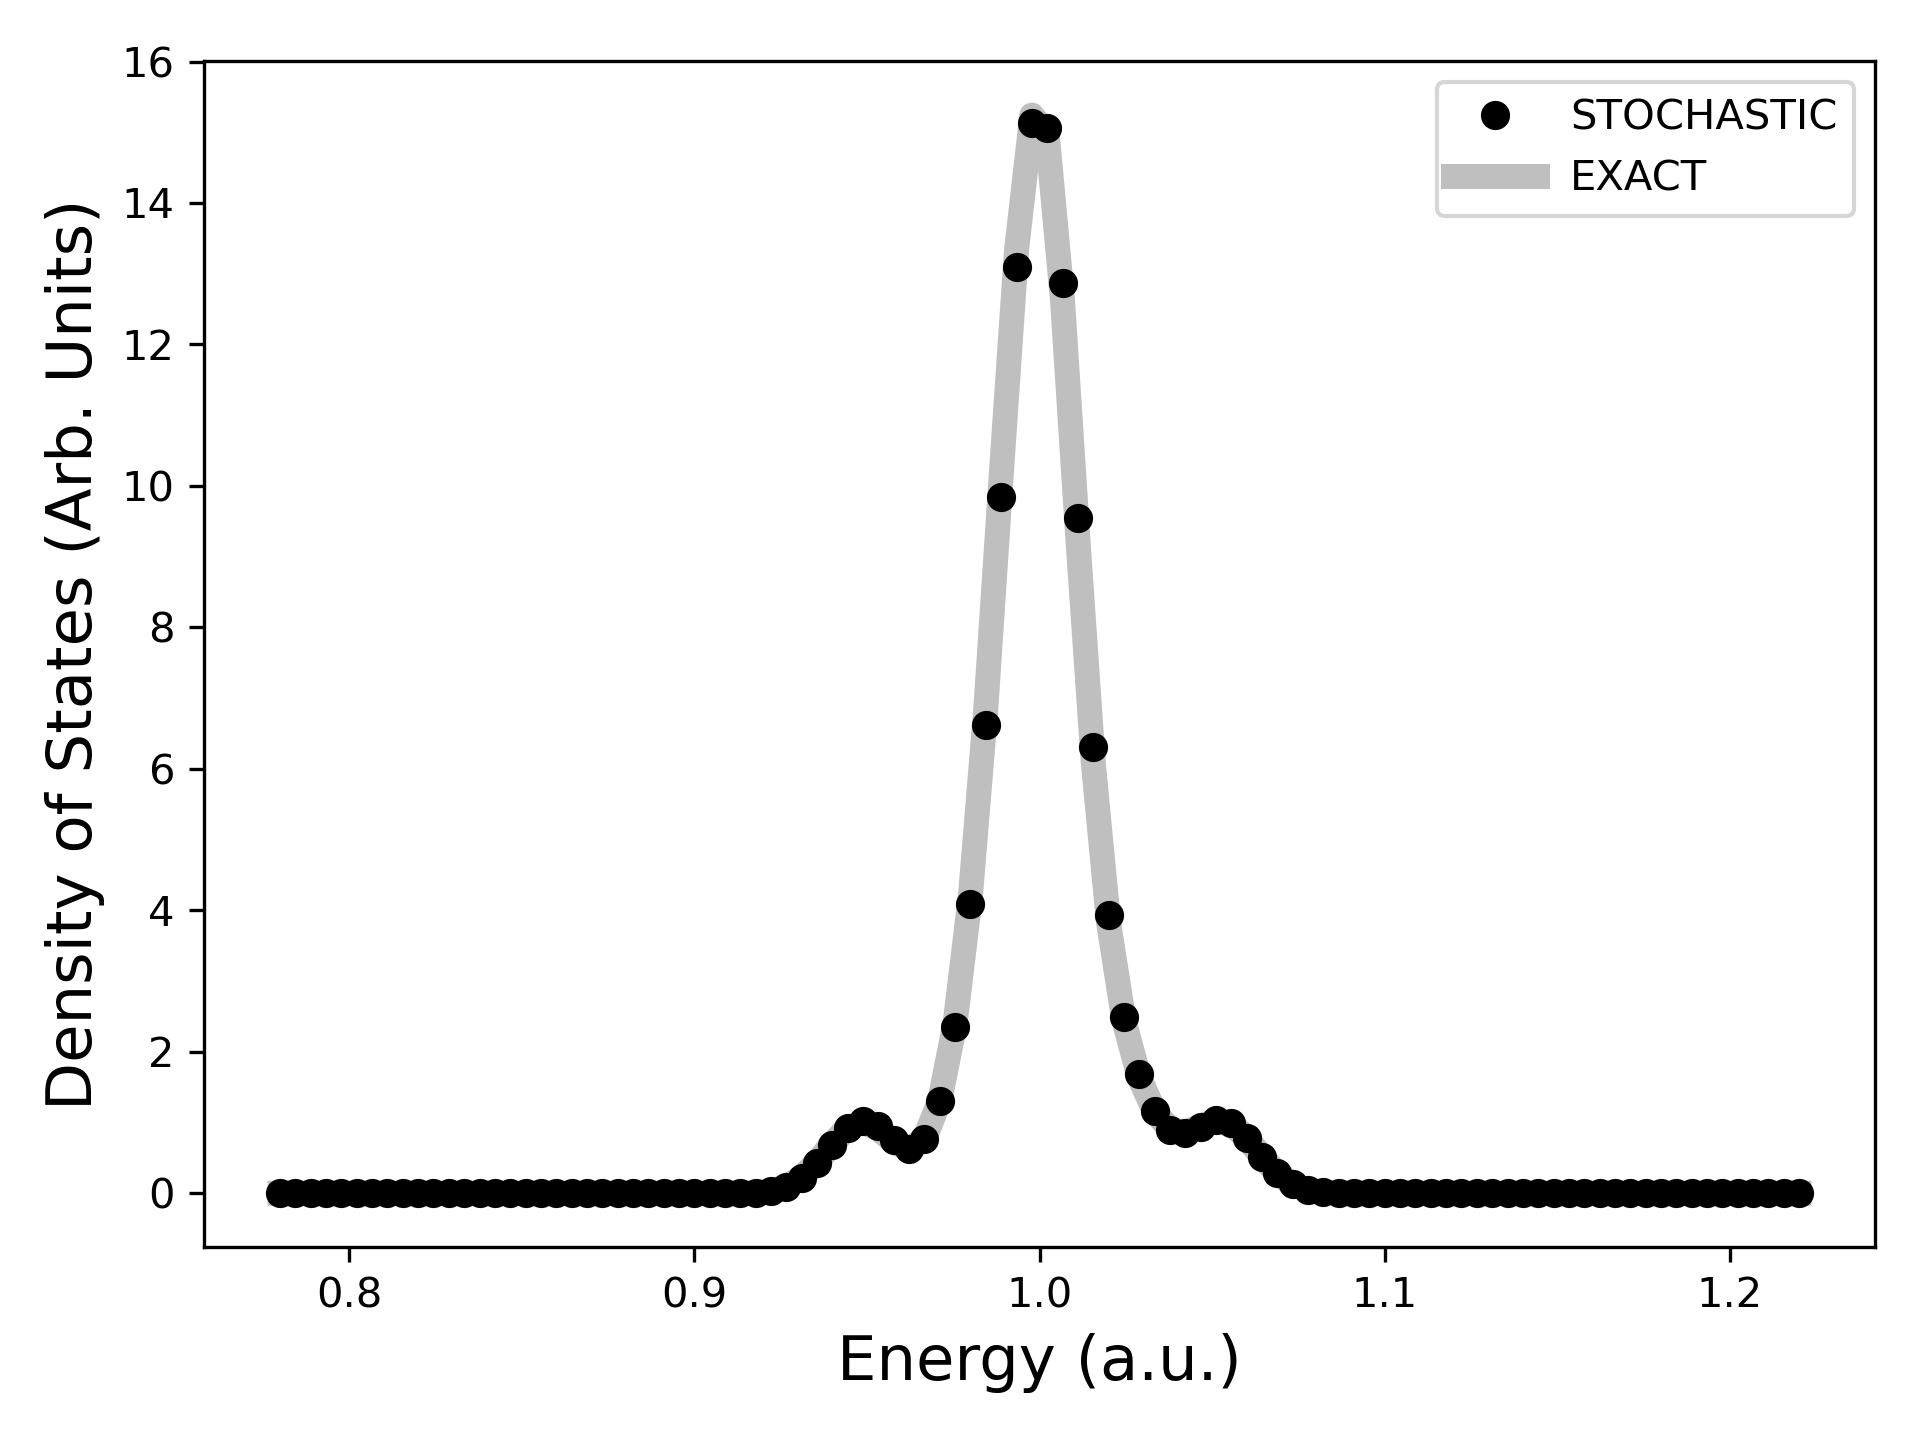 16
14
12
10
8
6
4
2
0
Density of States (Arb. Units)
STOCHASTIC
EXACT
0.8 0.9 1.0 1.1 1.2
Energy (a.u.)